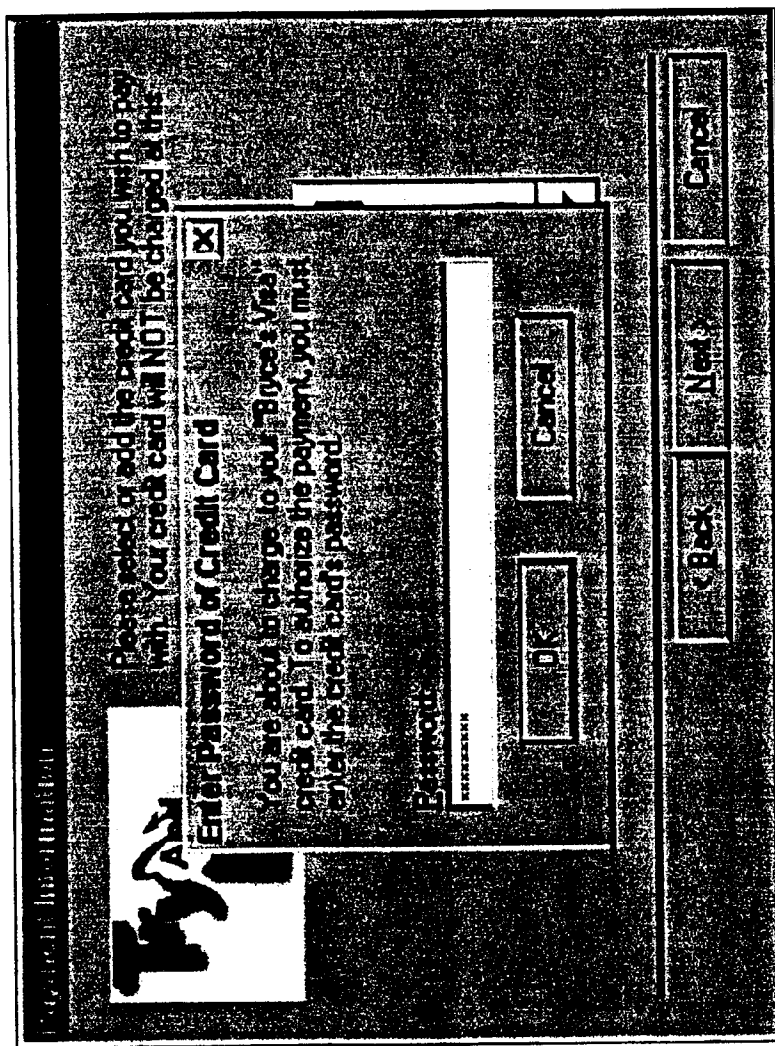 Payment Information
Please select or add the credit card you wish to pay
with. Your credit card will NOT be charged at this
Enter Password of Credit Card
You are about to charge to your "Bryce's Visa"
credit card. To authorize the payment, you must
enter the credit card's password.
Password:
xxxxxxxxx
OK
Cancel
< Back
Next >
Cancel